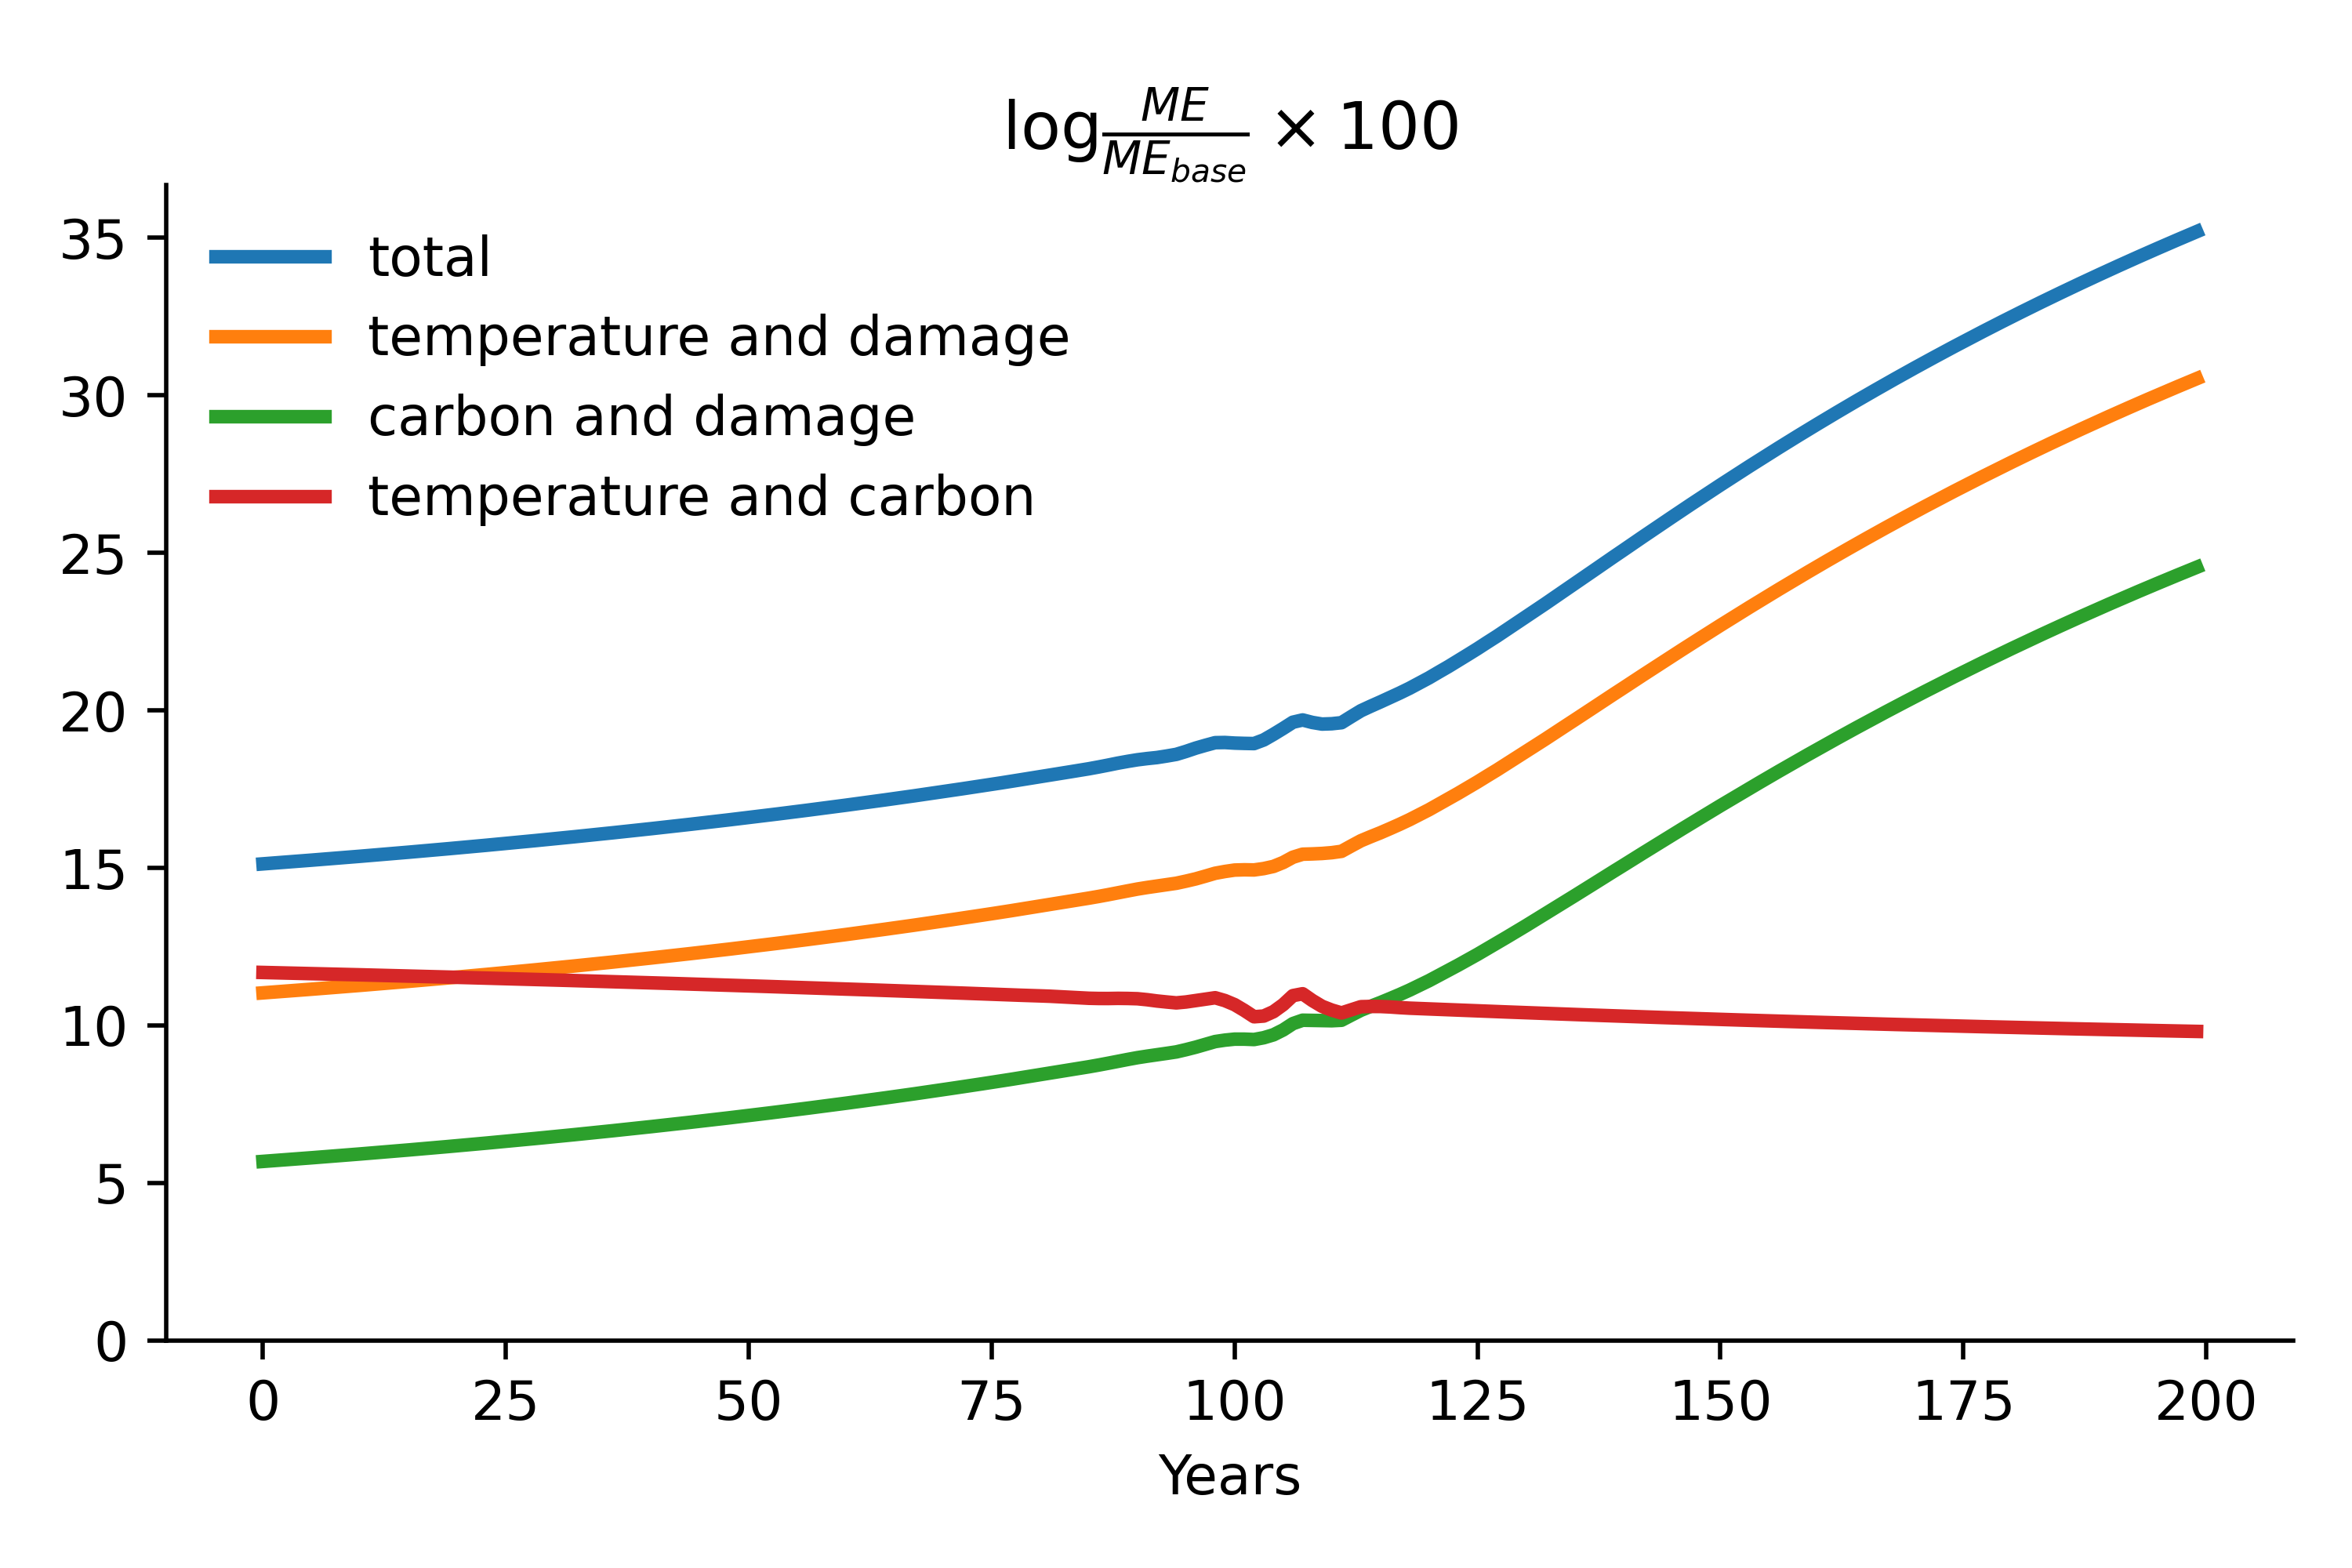 log ME/ME_base × 100
35
30
25
20
15
10
5
0
total
temperature and damage
carbon and damage
temperature and carbon
0 25 50 75 100 125 150 175 200
Years